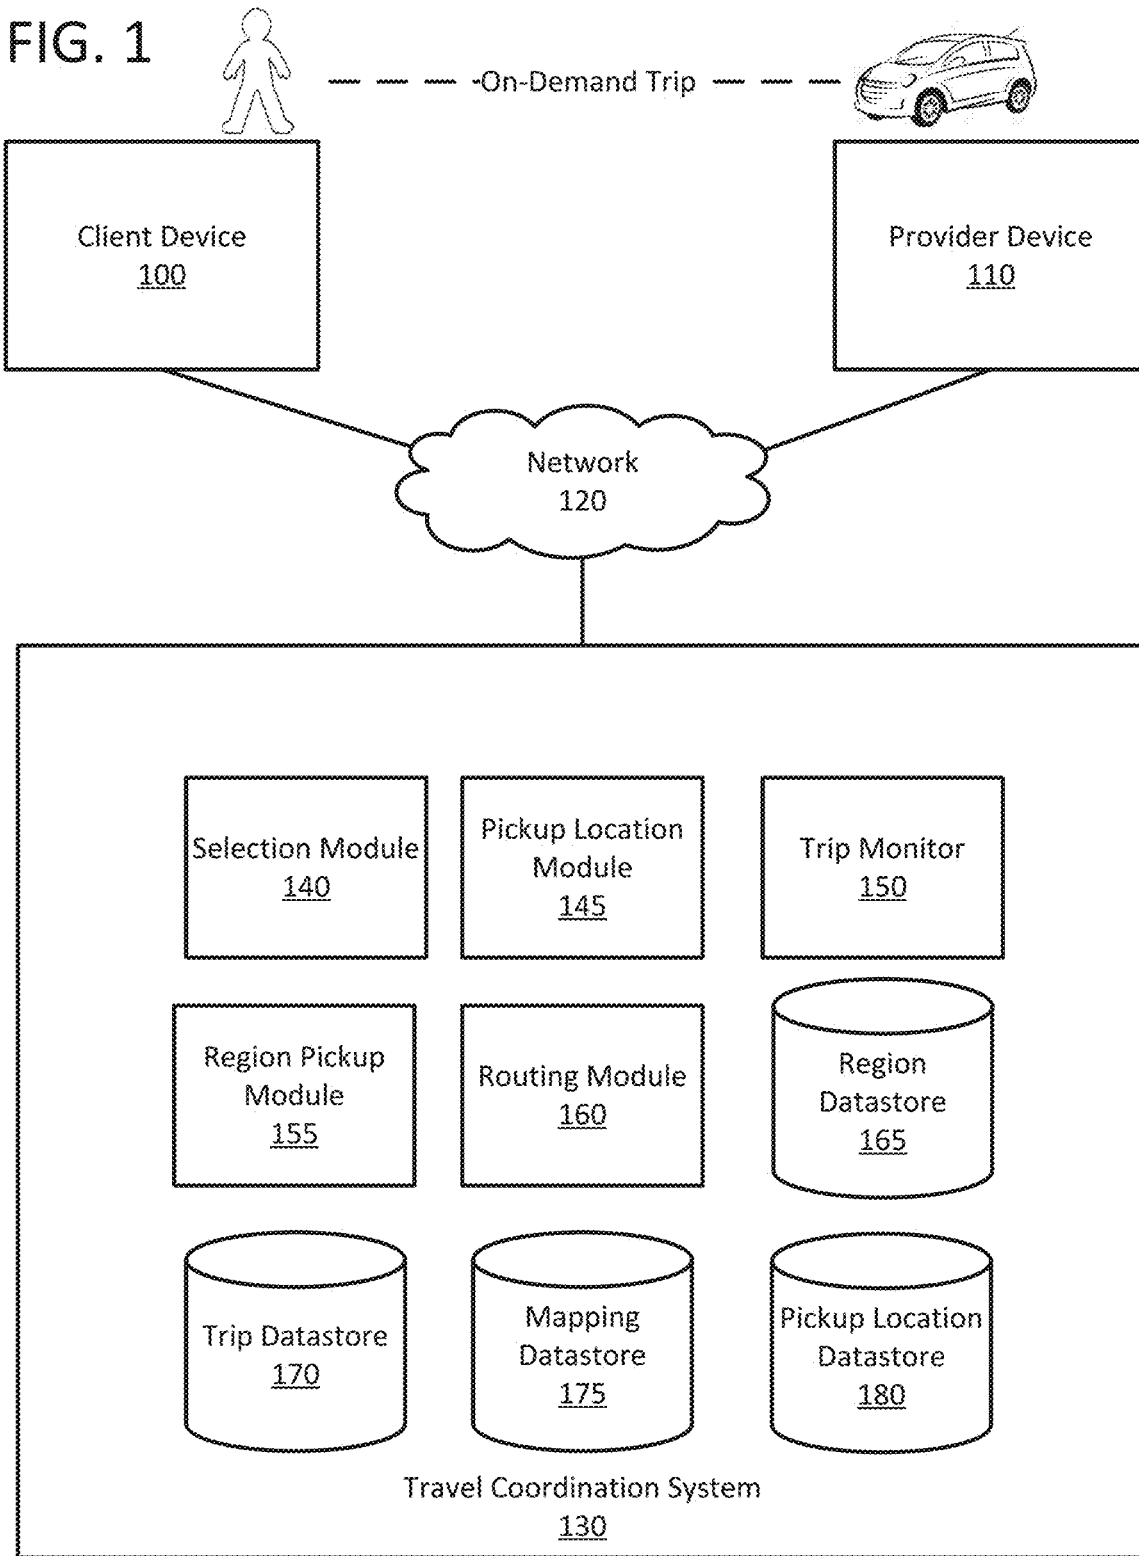 FIG. 1
On-Demand Trip
Client Device
100
Provider Device
110
Network
120
Selection Module
140
Pickup Location
Module
145
Trip Monitor
150
Region Pickup
Module
155
Routing Module
160
Region
Datastore
165
Trip Datastore
170
Mapping
Datastore
175
Pickup Location
Datastore
180
Travel Coordination System
130